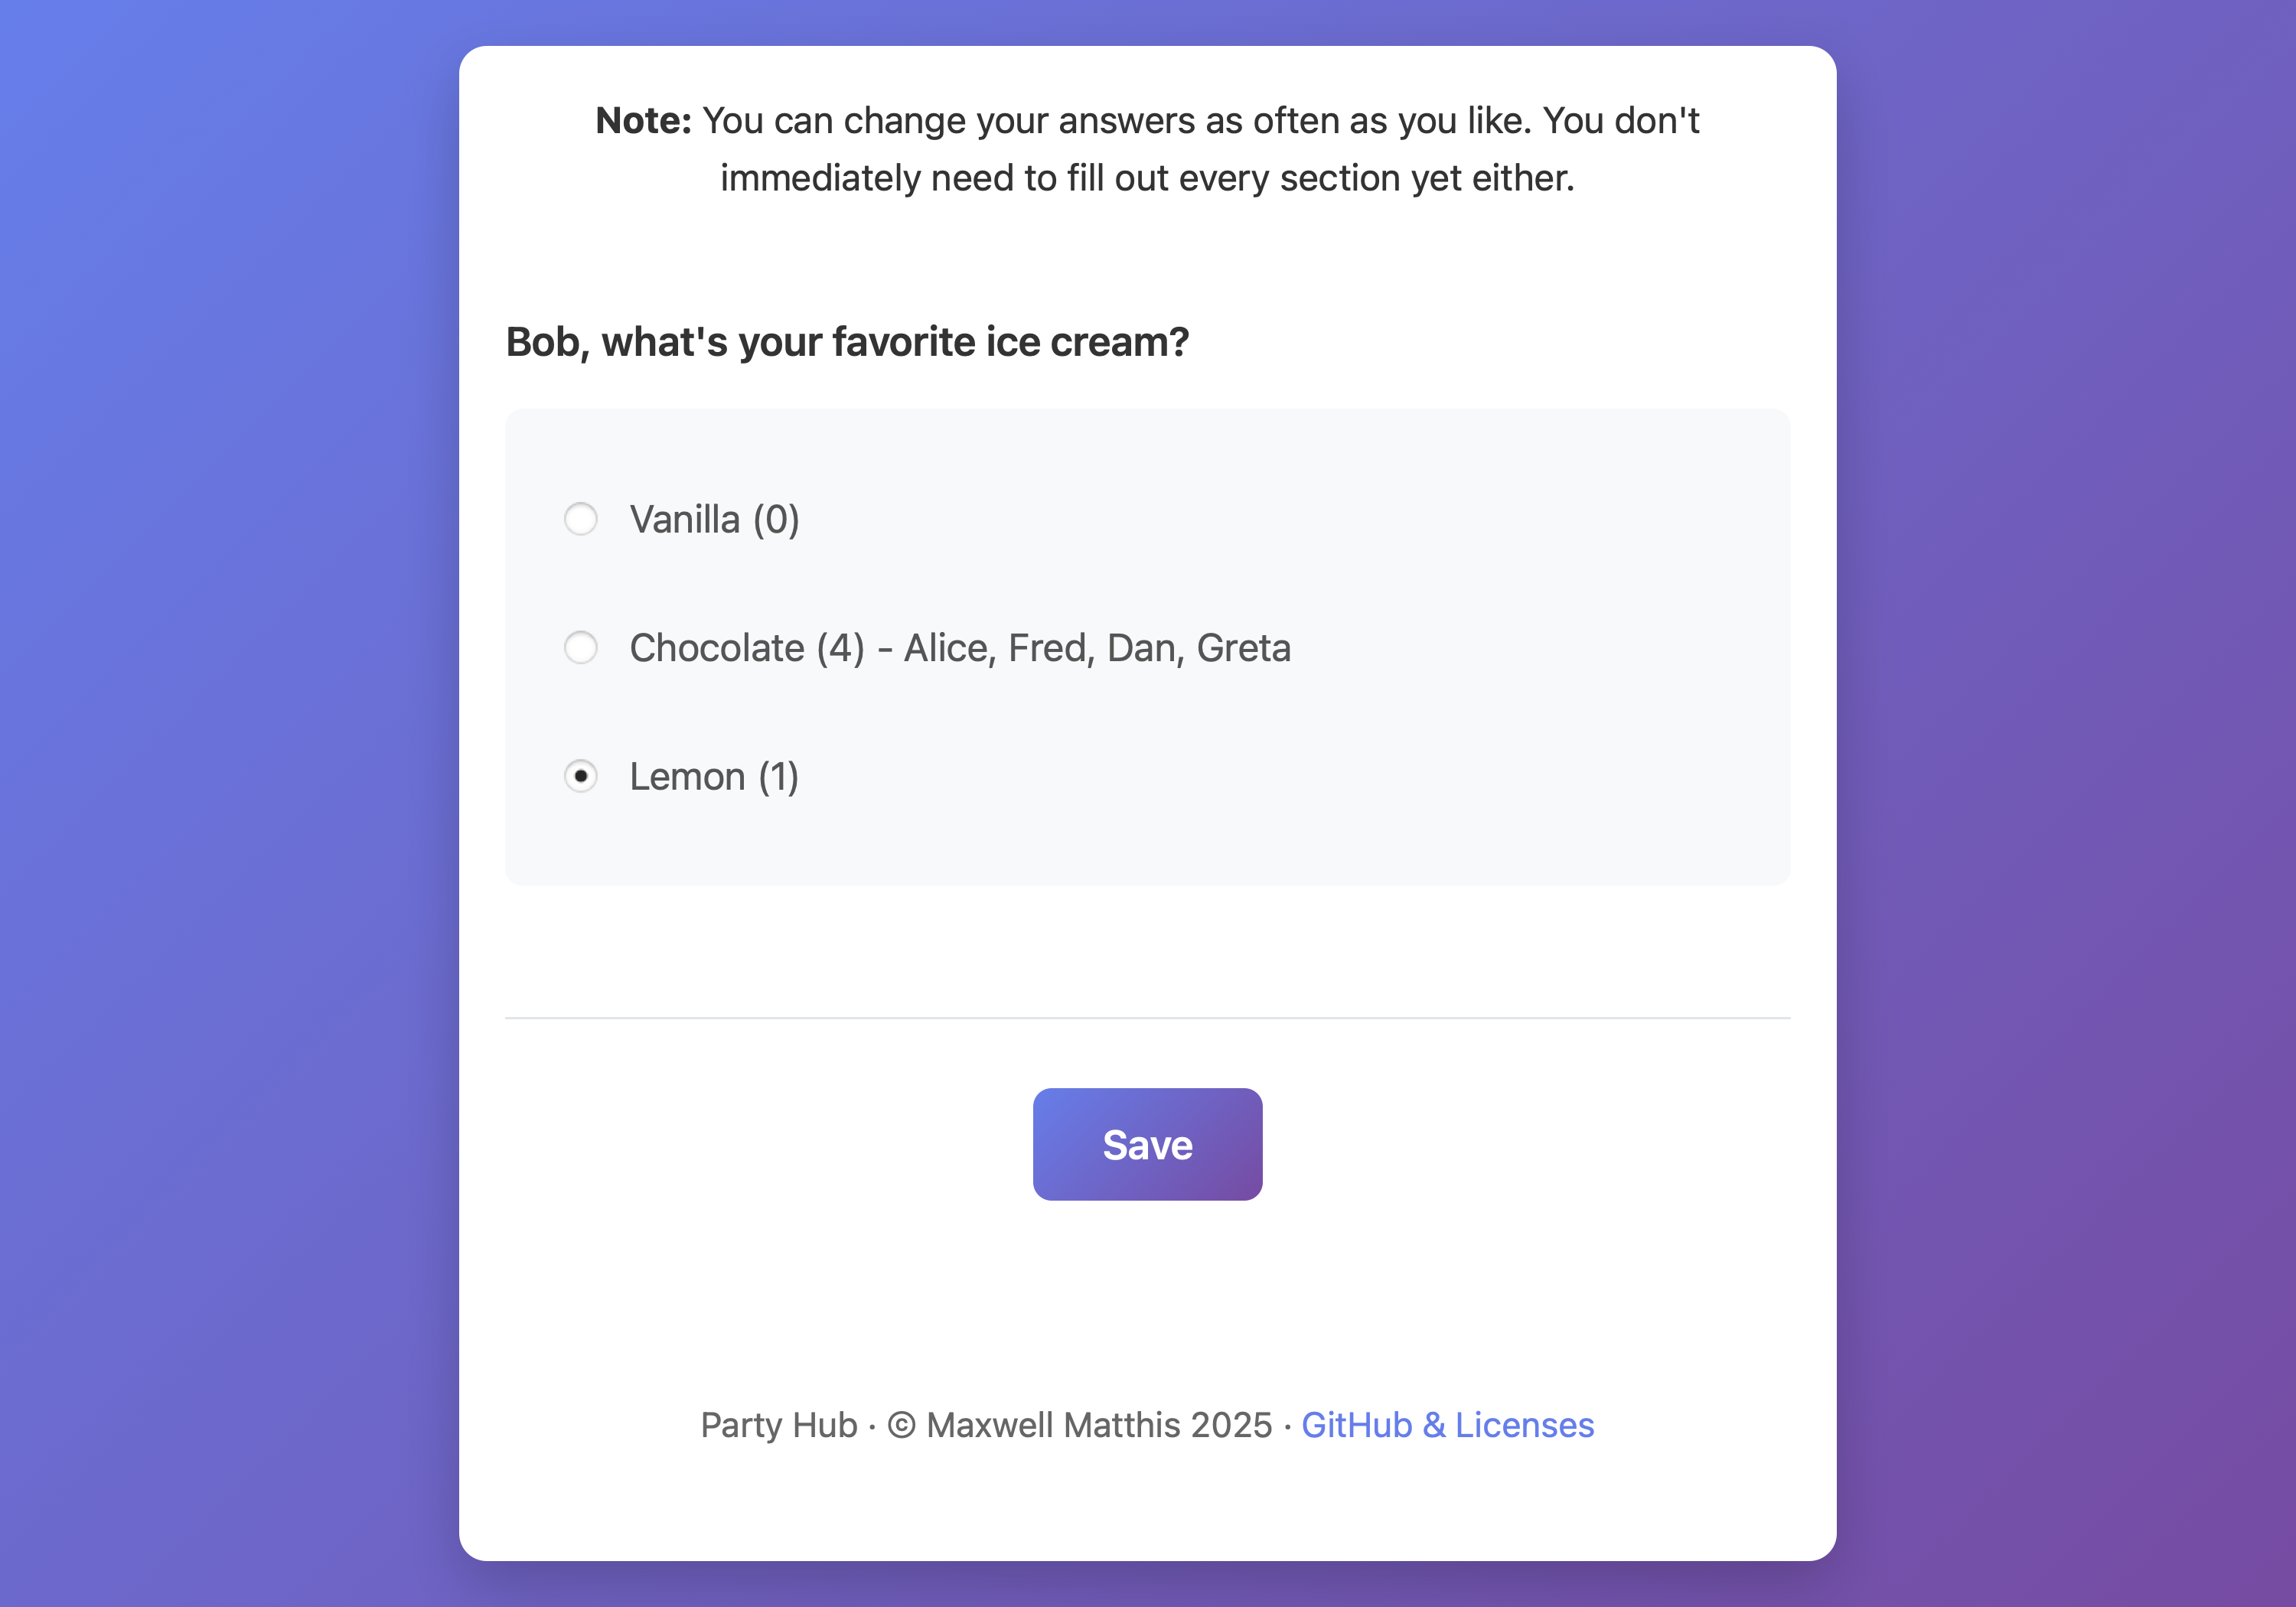 Note: You can change your answers as often as you like. You don't
immediately need to fill out every section yet either.
Bob, what's your favorite ice cream?
Vanilla (0)
Chocolate (4) - Alice, Fred, Dan, Greta
Lemon (1)
Save
Party Hub · © Maxwell Matthis 2025 · GitHub & Licenses